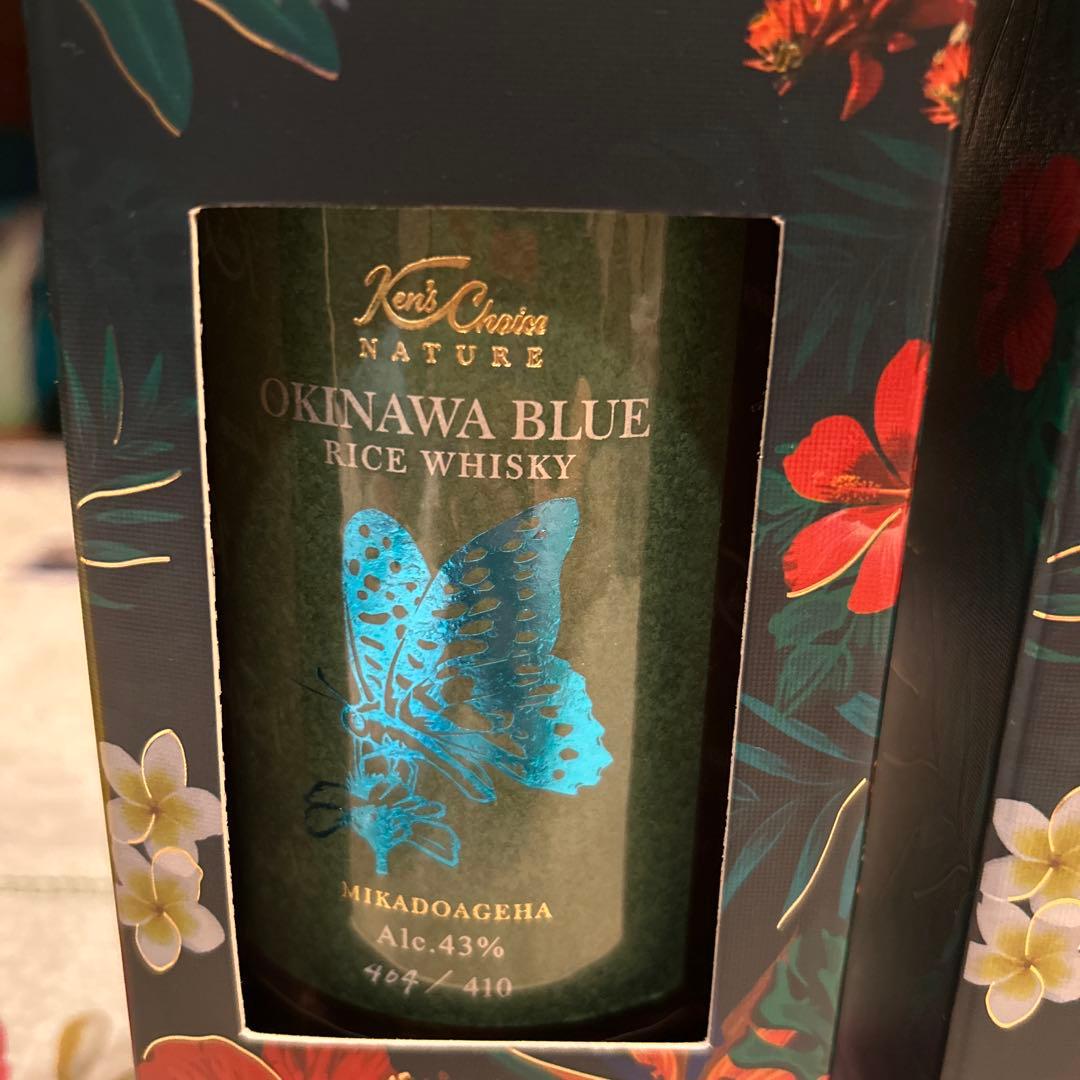 Ken's Choice
NATURE
OKINAWA BLUE
RICE WHISKY
MIKADOAGEHA
Alc.43%
404 / 410